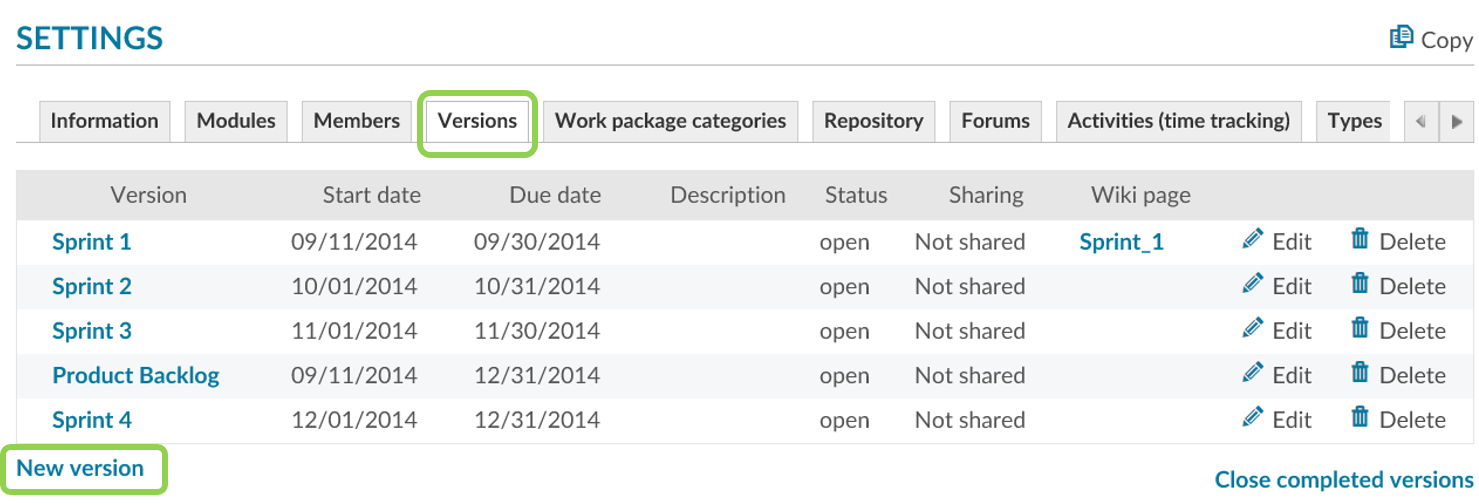 SETTINGS
Copy
Information Modules Members Versions Work package categories Repository Forums Activities (time tracking) Types
Version Start date Due date Description Status Sharing Wiki page
Sprint 1 09/11/2014 09/30/2014 open Not shared Sprint_1 Edit Delete
Sprint 2 10/01/2014 10/31/2014 open Not shared Edit Delete
Sprint 3 11/01/2014 11/30/2014 open Not shared Edit Delete
Product Backlog 09/11/2014 12/31/2014 open Not shared Edit Delete
Sprint 4 12/01/2014 12/31/2014 open Not shared Edit Delete
New version
Close completed versions